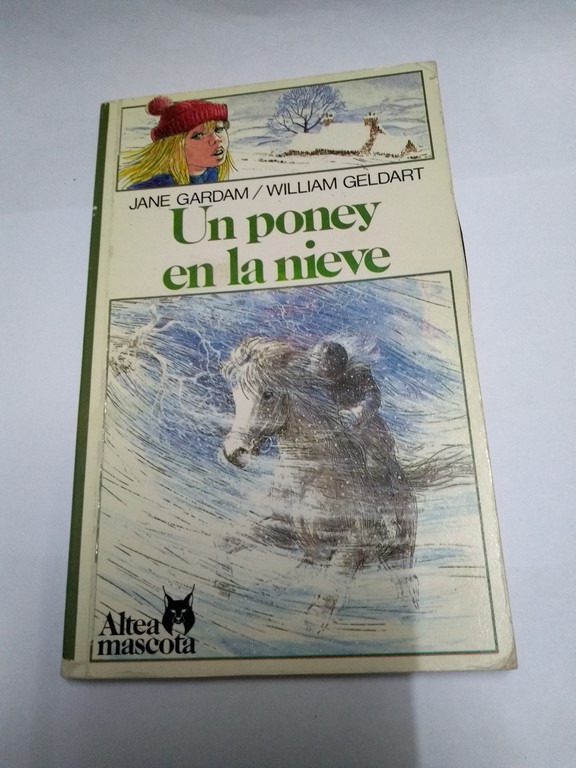 JANE GARDAM / WILLIAM GELDART
Un poney
en la nieve
Altea
mascota